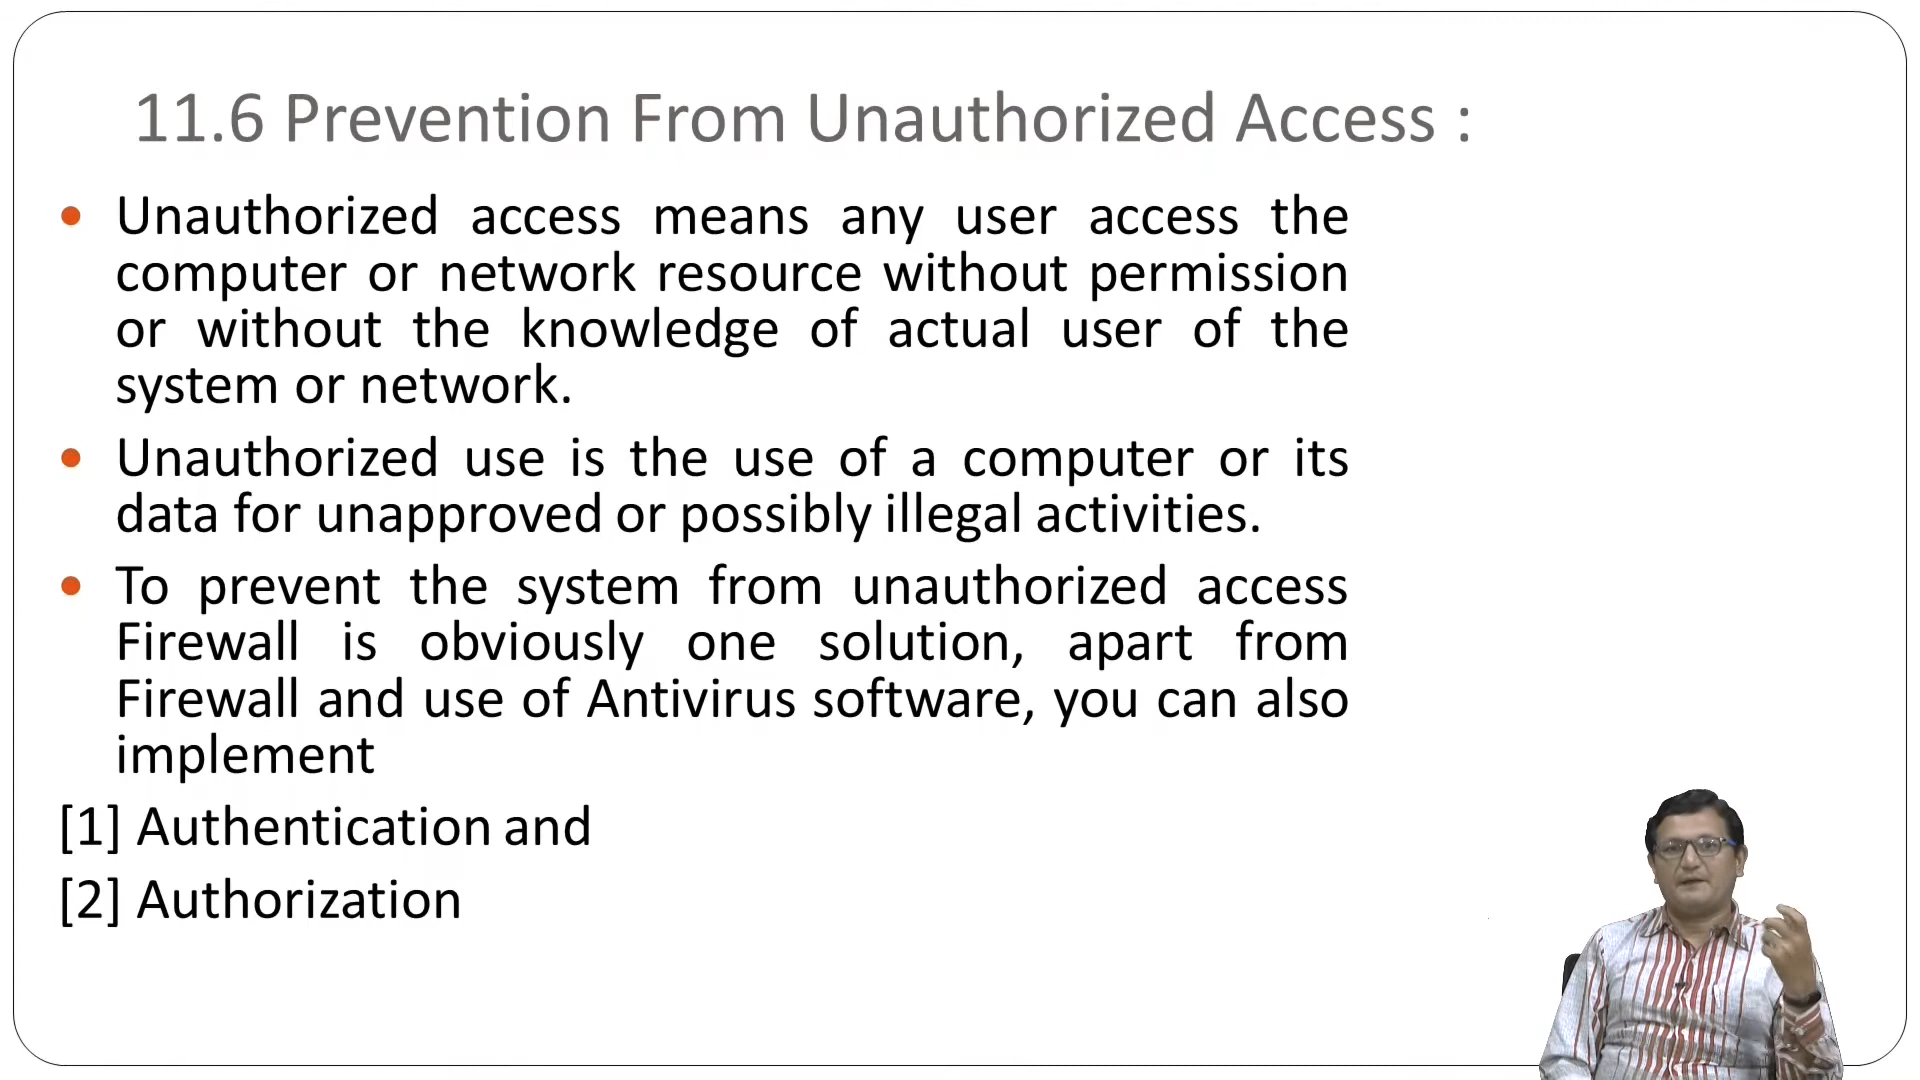 11.6 Prevention From Unauthorized Access :
• Unauthorized access means any user access the
computer or network resource without permission
or without the knowledge of actual user of the
system or network.
• Unauthorized use is the use of a computer or its
data for unapproved or possibly illegal activities.
• To prevent the system from unauthorized access
Firewall is obviously one solution, apart from
Firewall and use of Antivirus software, you can also
implement
[1] Authentication and
[2] Authorization